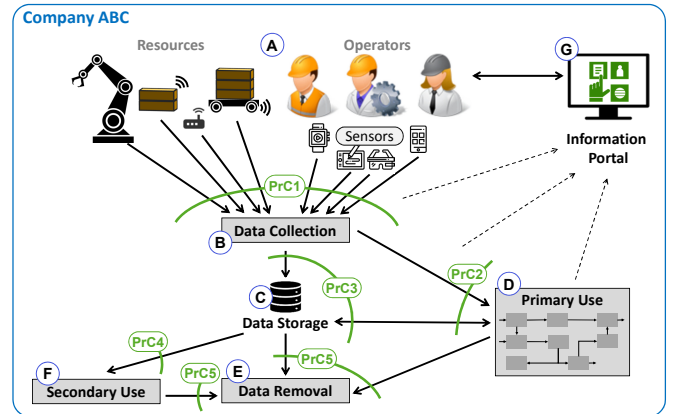 Company ABC
Resources
A
Operators
G
Sensors
Information
Portal
PrC1
B
Data Collection
PrC2
PrC3
C
D
Primary Use
Data Storage
PrC4
PrC5
F
PrC5
E
Secondary Use
Data Removal